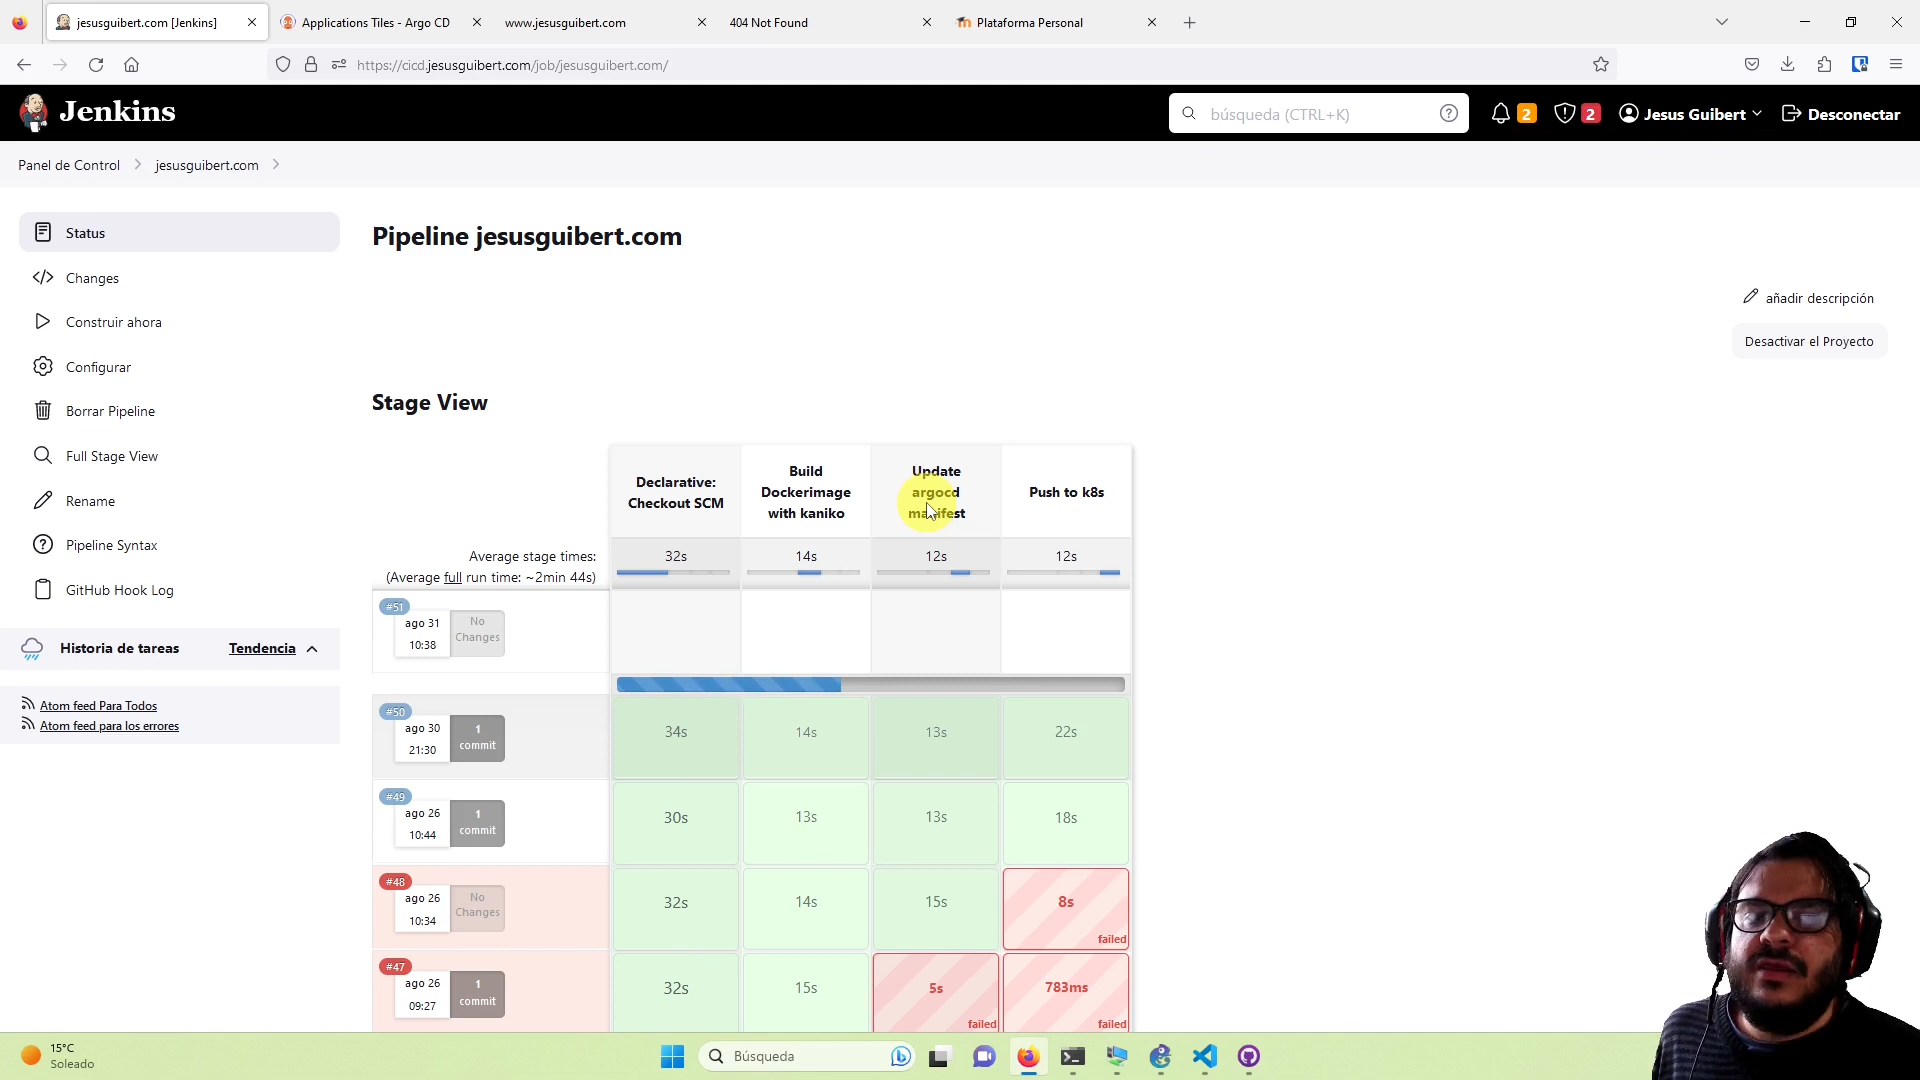 jesusguibert.com [Jenkins]
Applications Tiles - Argo CD
www.jesusguibert.com
404 Not Found
Plataforma Personal
https://cicd.jesusguibert.com/job/jesusguibert.com/
Jenkins
búsqueda (CTRL+K)
2
2
Jesus Guibert
Desconectar
Panel de Control
jesusguibert.com
Status
Changes
Construir ahora
Configurar
Borrar Pipeline
Full Stage View
Rename
Pipeline Syntax
GitHub Hook Log
Historia de tareas
Tendencia
Atom feed Para Todos
Atom feed para los errores
Pipeline jesusguibert.com
añadir descripción
Desactivar el Proyecto
Stage View
Declarative:
Checkout SCM
Build
Dockerimage
with kaniko
Update
argocd
manifest
Push to k8s
Average stage times:
(Average full run time: ~2min 44s)
32s
14s
12s
12s
#51
ago 31
10:38
No
Changes
#50
ago 30
21:30
1
commit
34s
14s
13s
22s
#49
ago 26
10:44
1
commit
30s
13s
13s
18s
#48
ago 26
10:34
No
Changes
32s
14s
15s
8s
failed
#47
ago 26
09:27
1
commit
32s
15s
5s
failed
783ms
failed
15°C
Soleado
Búsqueda